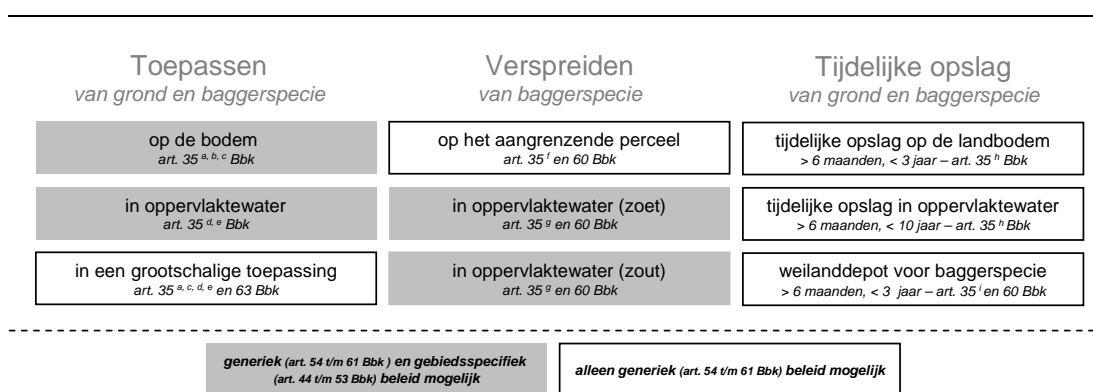 Toepassen
van grond en baggerspecie
op de bodem
art. 35 a, b, c Bbk
in oppervlaktewater
art. 35 d, e Bbk
in een grootschalige toepassing
art. 35 a, c, d, e en 63 Bbk
Verspreiden
van baggerspecie
op het aangrenzende perceel
art. 35 f en 60 Bbk
in oppervlaktewater (zoet)
art. 35 g en 60 Bbk
in oppervlaktewater (zout)
art. 35 g en 60 Bbk
Tijdelijke opslag
van grond en baggerspecie
tijdelijke opslag op de landbodem
> 6 maanden, < 3 jaar – art. 35 h Bbk
tijdelijke opslag in oppervlaktewater
> 6 maanden, < 10 jaar – art. 35 h Bbk
weilanddepot voor baggerspecie
> 6 maanden, < 3 jaar – art. 35 i en 60 Bbk
generiek (art. 54 t/m 61 Bbk ) en gebiedsspecifiek
(art. 44 t/m 53 Bbk) beleid mogelijk
alleen generiek (art. 54 t/m 61 Bbk) beleid mogelijk